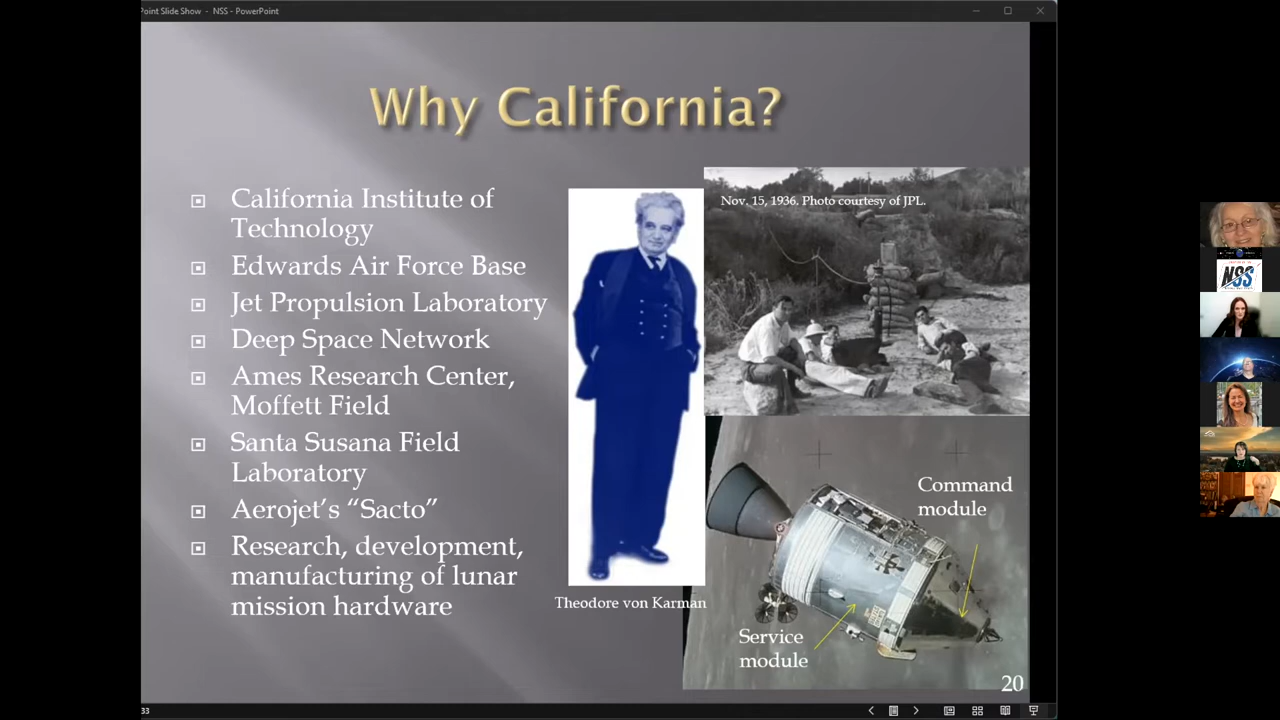 Point Slide Show - NSS - PowerPoint
Why California?
California Institute of
Technology
Edwards Air Force Base
Jet Propulsion Laboratory
Deep Space Network
Ames Research Center,
Moffett Field
Santa Susana Field
Laboratory
Aerojet’s “Sacto”
Research, development,
manufacturing of lunar
mission hardware
Theodore von Karman
Nov. 15, 1936. Photo courtesy of JPL.
Command
module
Service
module
20
33
NSS